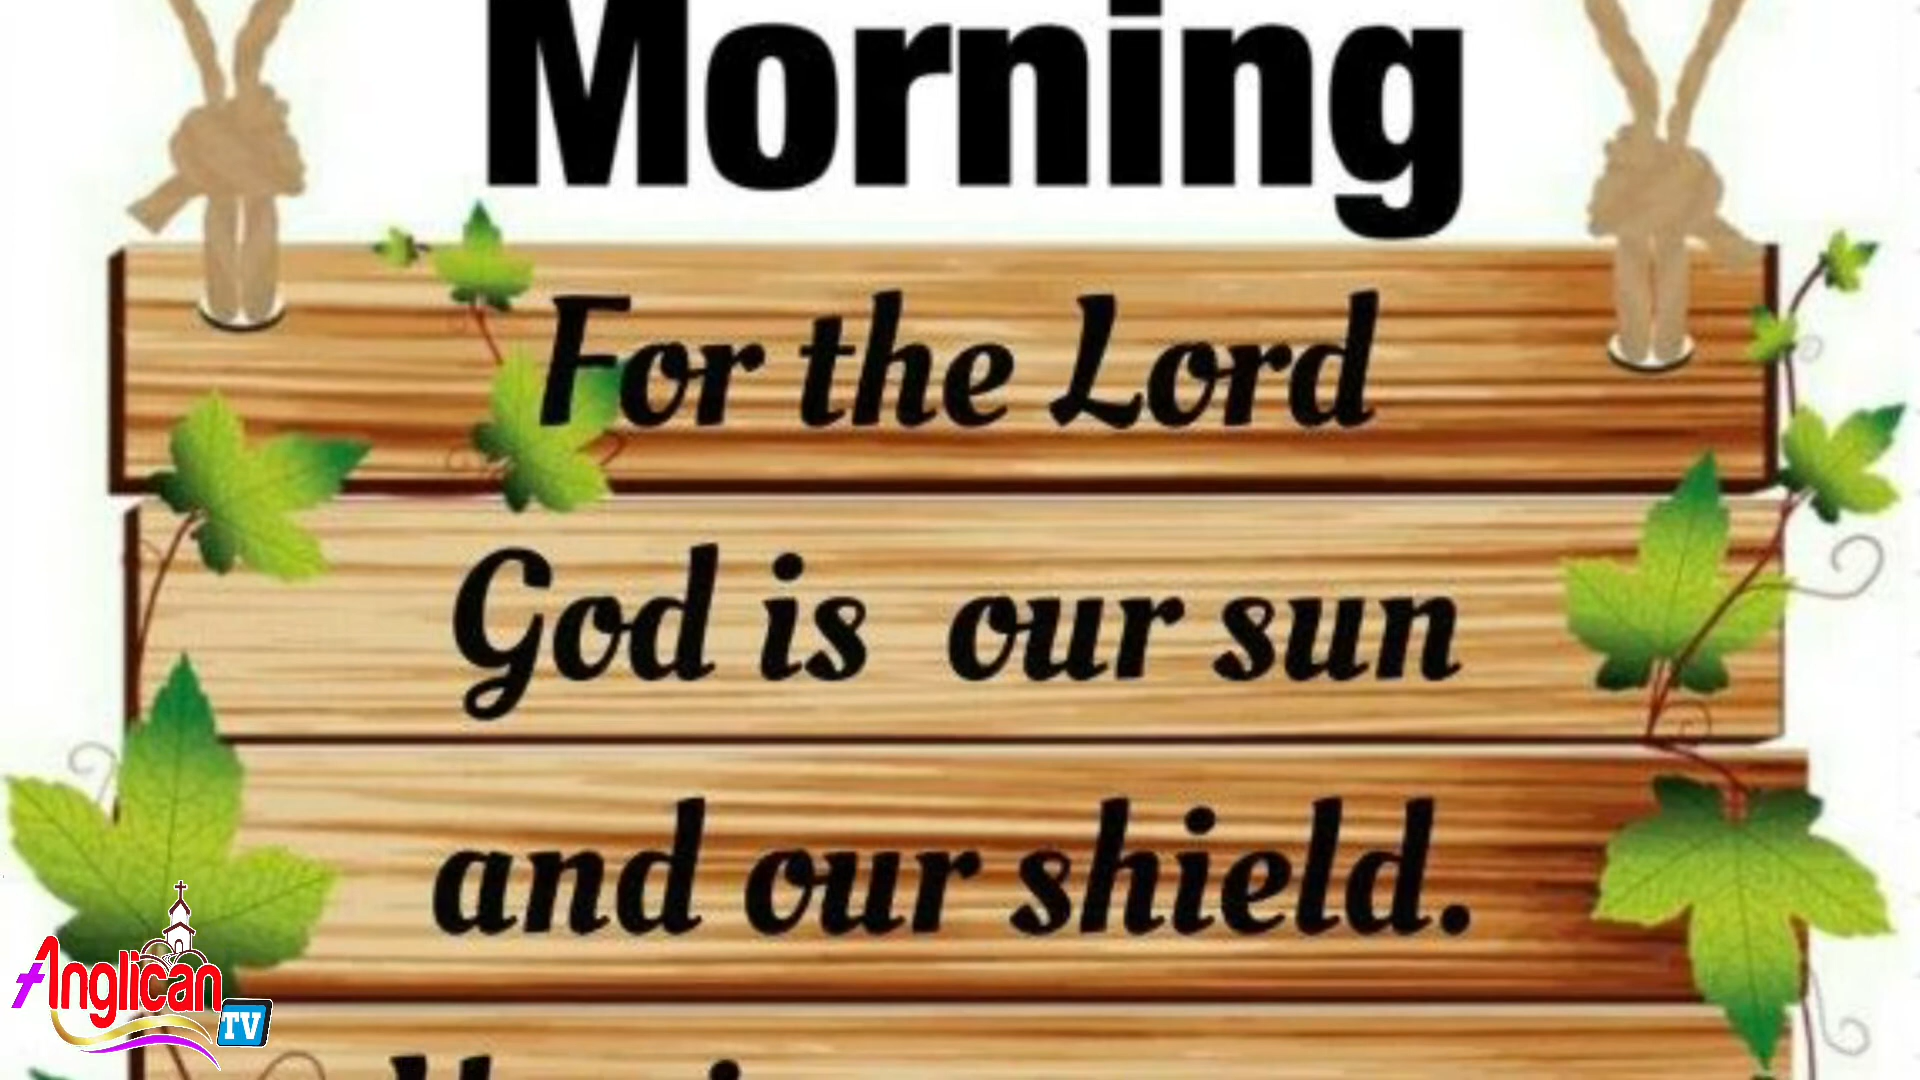 Morning
For the Lord
God is our sun
and our shield.
Anglican
TV